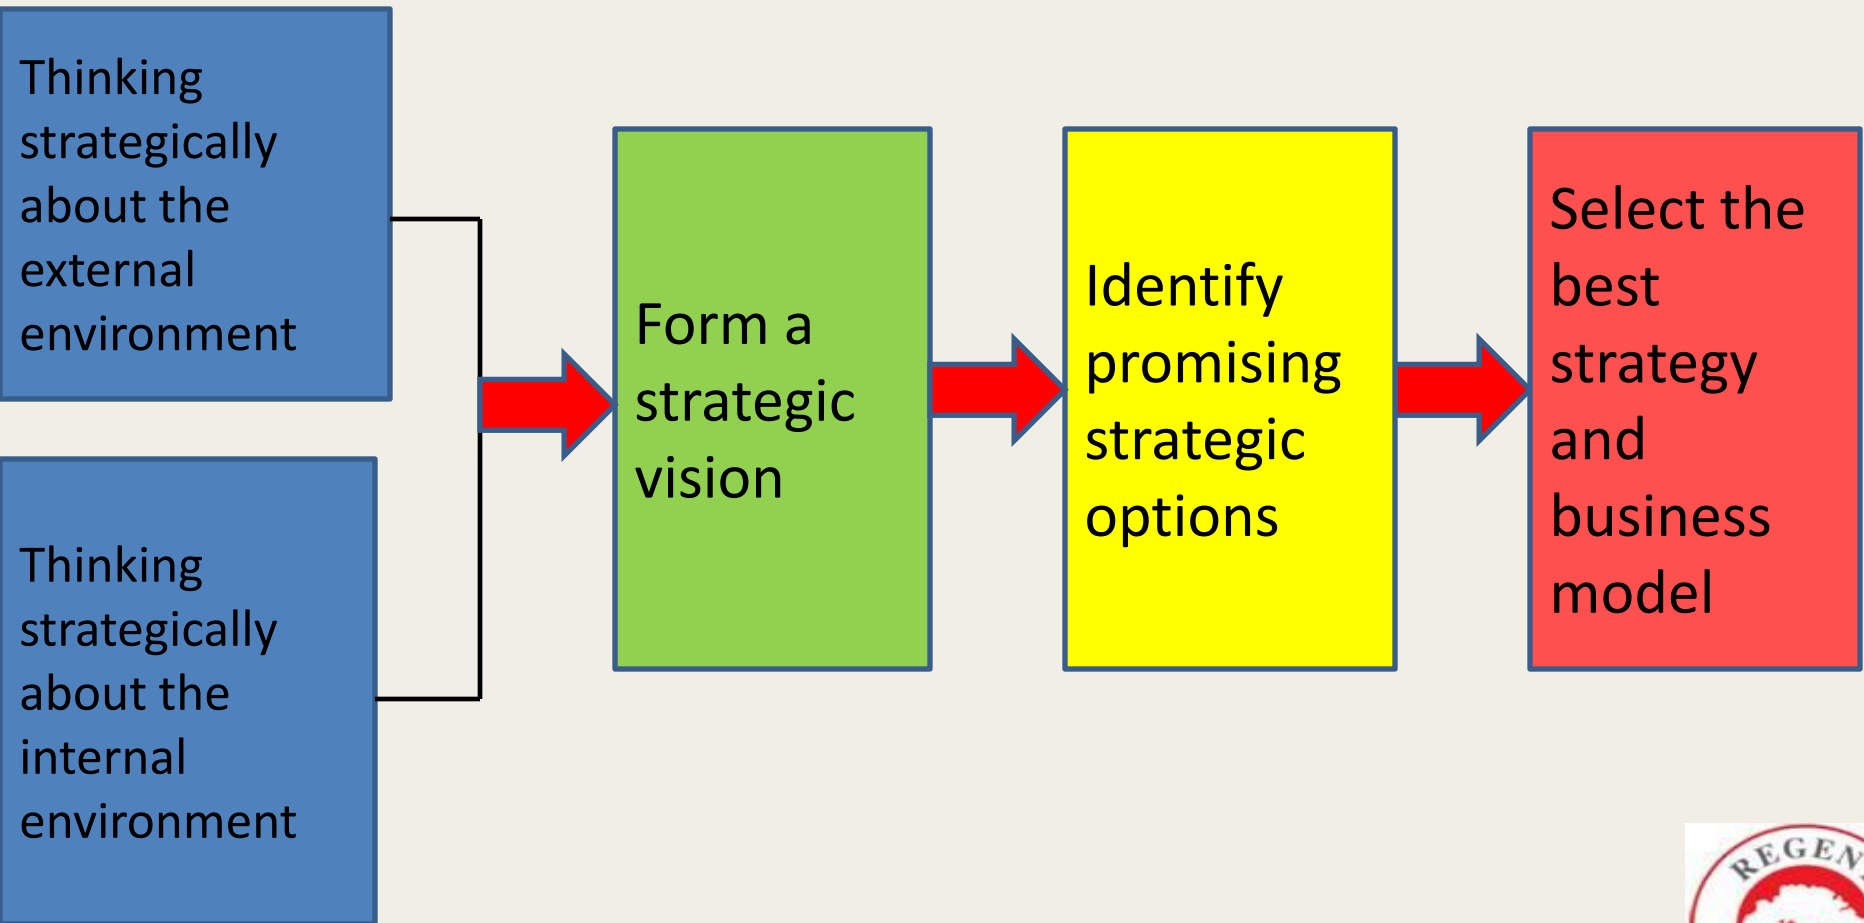 Thinking
strategically
about the
external
environment
Thinking
strategically
about the
internal
environment
Form a
strategic
vision
Identify
promising
strategic
options
Select the
best
strategy
and
business
model